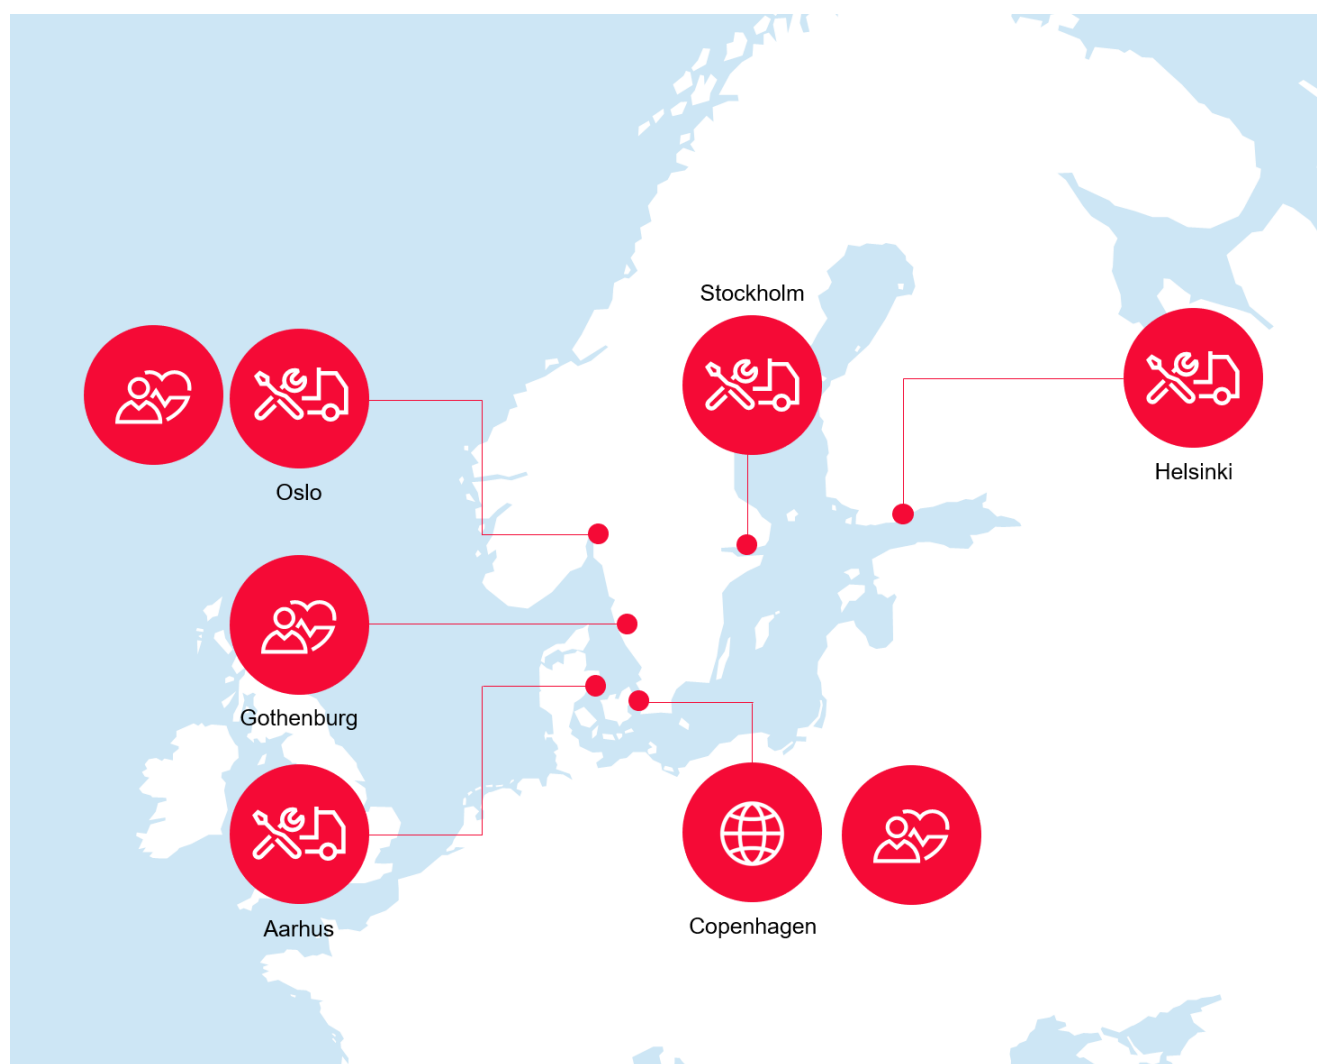 Stockholm
Helsinki
Oslo
Gothenburg
Aarhus
Copenhagen